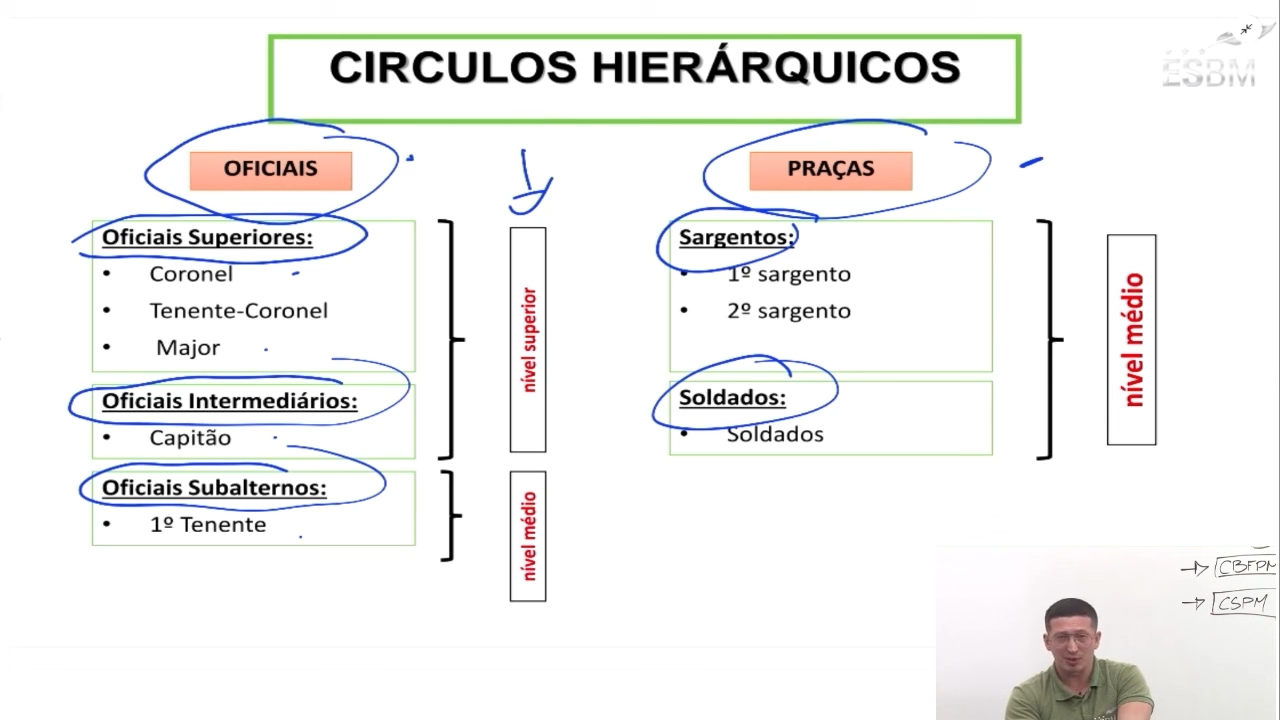 CIRCULOS HIERÁRQUICOS
ESBM
OFICIAIS
Oficiais Superiores:
• Coronel
• Tenente-Coronel
• Major
Oficiais Intermediários:
• Capitão
Oficiais Subalternos:
• 1º Tenente
nível superior
nível médio
PRAÇAS
Sargentos:
• 1º sargento
• 2º sargento
Soldados:
• Soldados
nível médio
→ CBFPM
→ CSPM